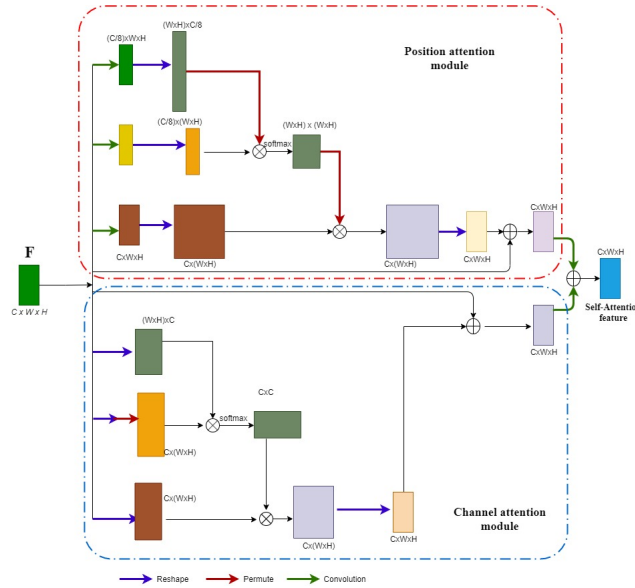 (C/8)xWxH
(WxH)xC/8
Position attention
module
(C/8)x(WxH)
softmax
(WxH) x (WxH)
CxWxH
Cx(WxH)
Cx(WxH)
CxWxH
CxWxH
F
C x W x H
CxWxH
Self-Attention
feature
(WxH)xC
CxWxH
CxC
softmax
Cx(WxH)
Cx(WxH)
Cx(WxH)
CxWxH
Channel attention
module
Reshape
Permute
Convolution